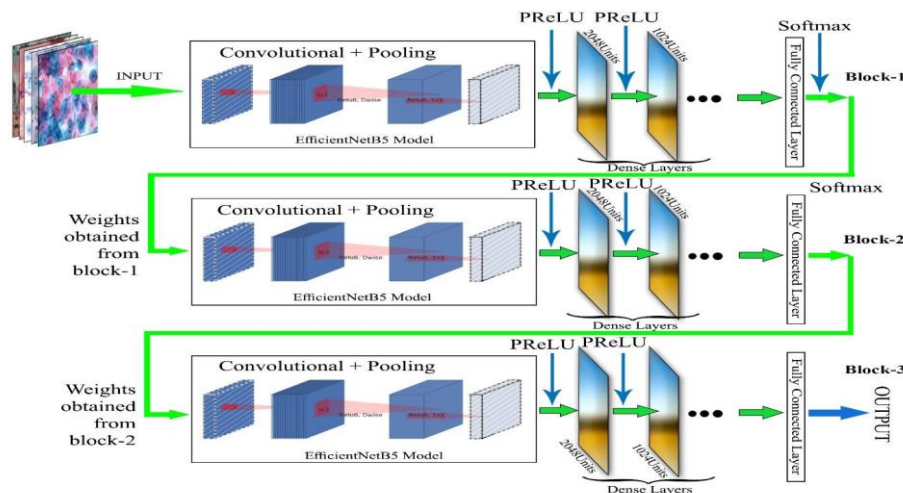 PReLU PReLU Softmax
Convolutional + Pooling
2048Units
1024Units
INPUT
Fully Connected Layer
Block-1
EfficientNetB5 Model
Dense Layers
PReLU PReLU
Softmax
Weights
obtained
from
block-1
Convolutional + Pooling
2048Units
1024Units
Fully Connected Layer
Block-2
EfficientNetB5 Model
Dense Layers
PReLU PReLU
Weights
obtained
from
block-2
Convolutional + Pooling
2048Units
1024Units
Fully Connected Layer
Block-3
OUTPUT
EfficientNetB5 Model
Dense Layers